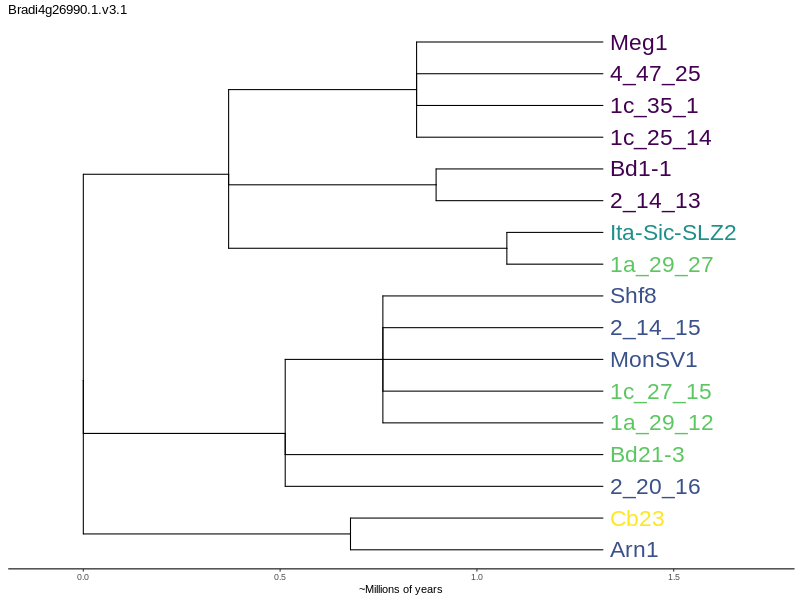 Bradi4g26990.1.v3.1
Meg1
4_47_25
1c_35_1
1c_25_14
Bd1-1
2_14_13
Ita-Sic-SLZ2
1a_29_27
Shf8
2_14_15
MonSV1
1c_27_15
1a_29_12
Bd21-3
2_20_16
Cb23
Arn1
0.0 0.5 1.0 1.5
~Millions of years